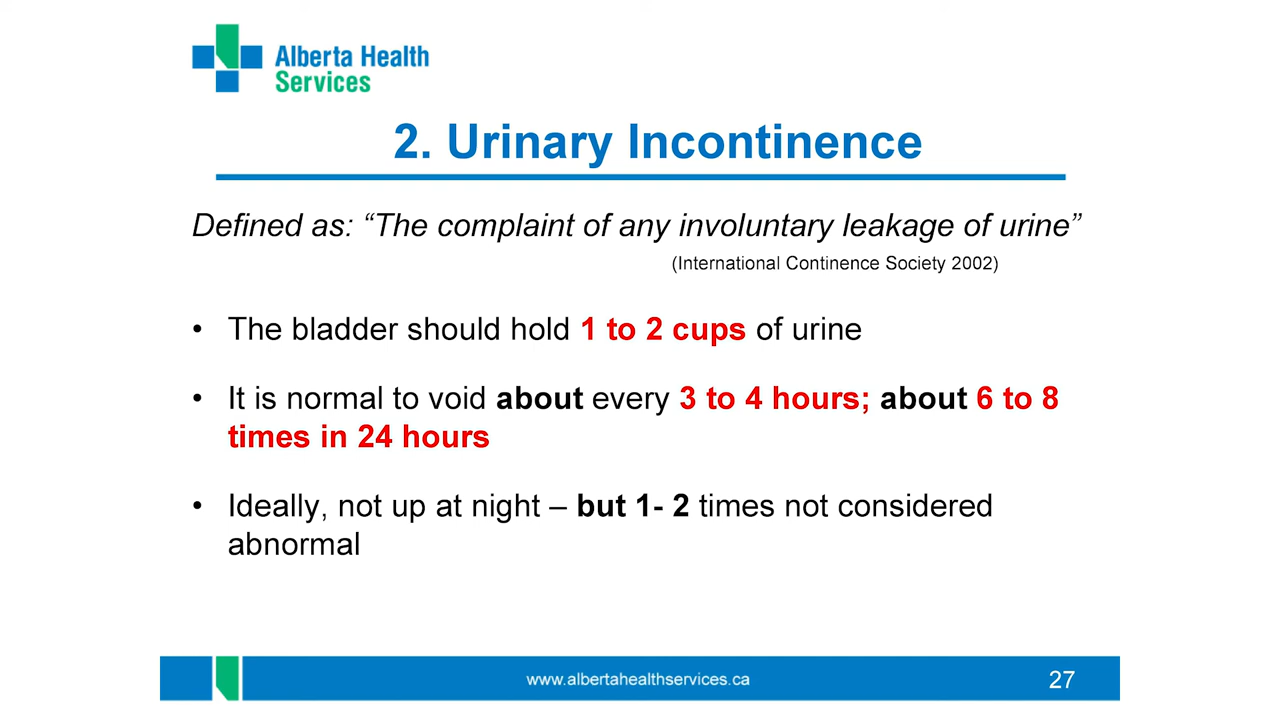 Alberta Health
Services
2. Urinary Incontinence
Defined as: “The complaint of any involuntary leakage of urine”
(International Continence Society 2002)
• The bladder should hold 1 to 2 cups of urine
• It is normal to void about every 3 to 4 hours; about 6 to 8
times in 24 hours
• Ideally, not up at night – but 1- 2 times not considered
abnormal
www.albertahealthservices.ca
27